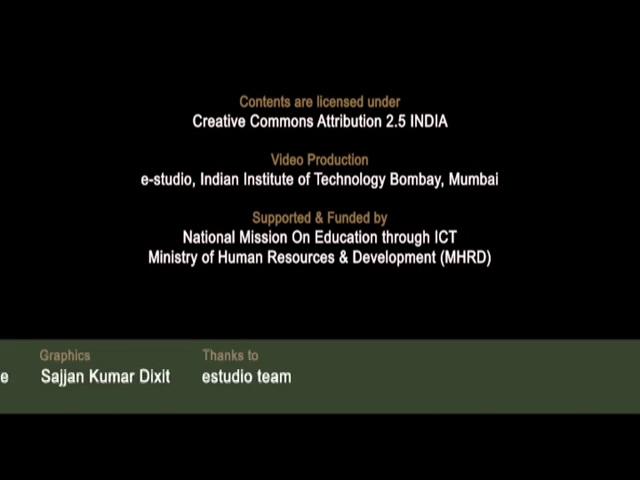 Contents are licensed under
Creative Commons Attribution 2.5 INDIA
Video Production
e-studio, Indian Institute of Technology Bombay, Mumbai
Supported & Funded by
National Mission On Education through ICT
Ministry of Human Resources & Development (MHRD)
Graphics Thanks to
e Sajjan Kumar Dixit estudio team